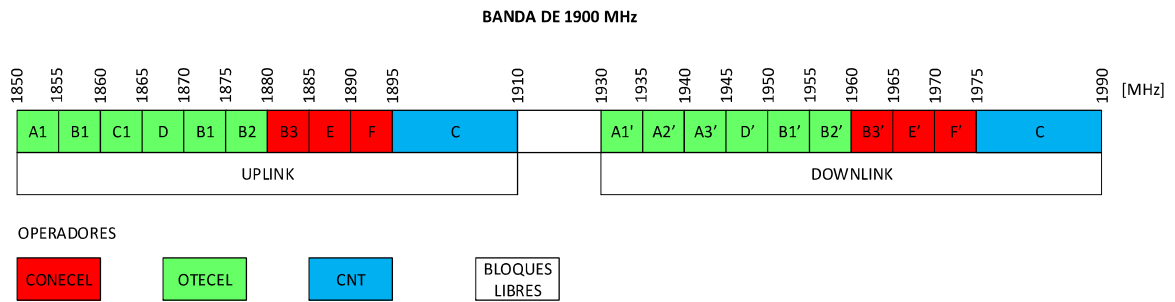 BANDA DE 1900 MHz
1850 1855 1860 1865 1870 1875 1880 1885 1890 1895 1910 1930 1935 1940 1945 1950 1955 1960 1965 1970 1975 1990 [MHz]
A1 B1 C1 D B1 B2 B3 E F C A1' A2’ A3’ D’ B1’ B2’ B3’ E’ F’ C
UPLINK DOWNLINK
OPERADORES
CONECEL OTECEL CNT BLOQUES
LIBRES